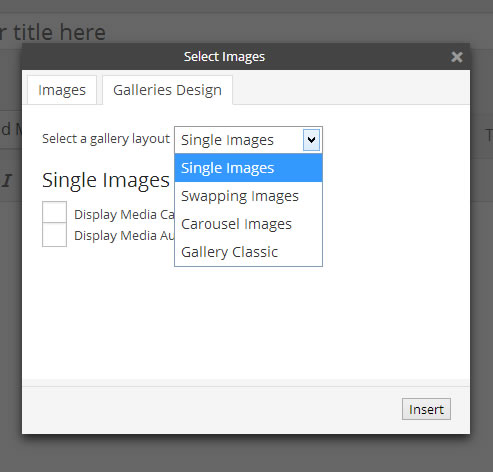 r title here
Select Images
Images Galleries Design
d M
T
I
Select a gallery layout Single Images
Single Images
Swapping Images
Carousel Images
Gallery Classic
Single Images
Display Media Ca
Display Media Au
Insert